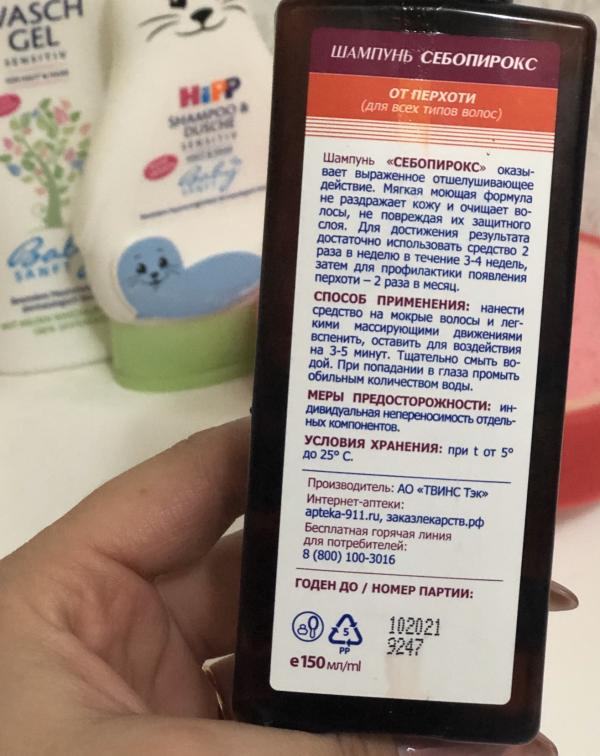 WASCH
GEL
SENSITIV
HiPP
SHAMPOO &
DUSCHE
SENSITIV
Baby
SANFT
Baby
SANFT
ШАМПУНЬ СЕБОПИРОКС
ОТ ПЕРХОТИ
(для всех типов волос)
Шампунь «СЕБОПИРОКС» оказы-
вает выраженное отшелушивающее
действие. Мягкая моющая формула
не раздражает кожу и очищает во-
лосы, не повреждая их защитного
слоя. Для достижения результата
достаточно использовать средство 2
раза в неделю в течение 3-4 недель,
затем для профилактики появления
перхоти – 2 раза в месяц.
СПОСОБ ПРИМЕНЕНИЯ: нанести
средство на мокрые волосы и лег-
кими массирующими движениями
вспенить, оставить для воздействия
на 3-5 минут. Тщательно смыть во-
дой. При попадании в глаза промыть
обильным количеством воды.
МЕРЫ ПРЕДОСТОРОЖНОСТИ: ин-
дивидуальная непереносимость отдель-
ных компонентов.
УСЛОВИЯ ХРАНЕНИЯ: при t от 5°
до 25° С.
Производитель: АО «ТВИНС Тэк»
Интернет-аптеки:
apteka-911.ru, заказлекарств.рф
Бесплатная горячая линия
для потребителей:
8 (800) 100-3016
ГОДЕН ДО / НОМЕР ПАРТИИ:
5
PP
102021
9247
e 150 мл/ml